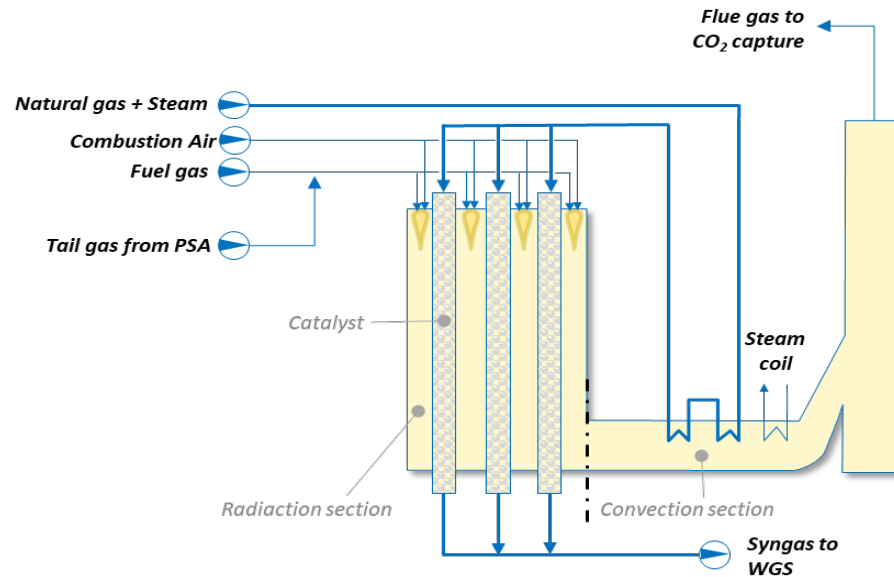 Flue gas to
CO₂ capture
Natural gas + Steam
Combustion Air
Fuel gas
Tail gas from PSA
Catalyst
Steam
coil
Radiaction section
Convection section
Syngas to
WGS